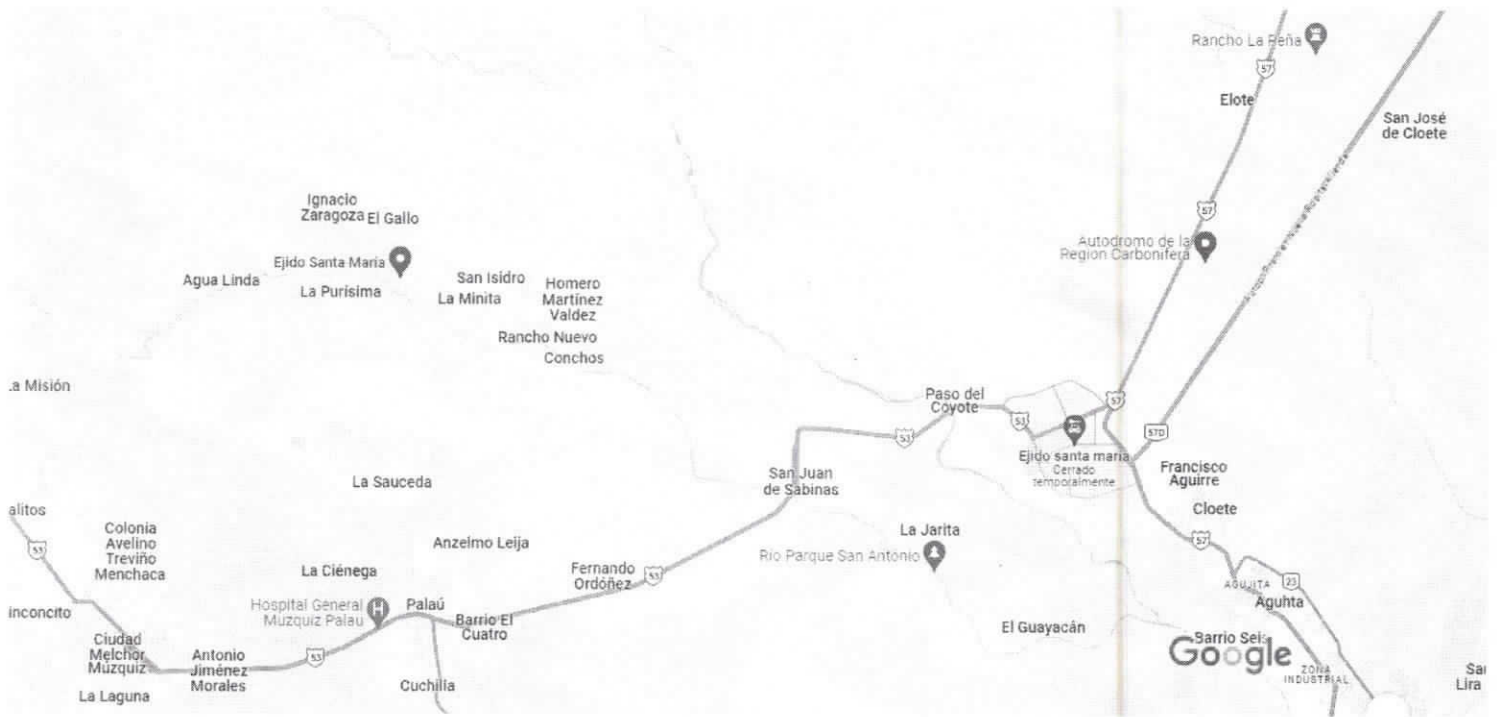 Rancho La Peña
57
Elote
San José
de Cloete
Ignacio
Zaragoza
El Gallo
57
Autodromo de la
Region Carbonifera
Ejido Santa Maria
Agua Linda
La Purísima
San Isidro
La Minita
Homero
Martínez
Valdez
Rancho Nuevo
Conchos
a Misión
Paso del
Coyote
57
53
53
57D
Ejido santa maria
Cerrado
temporalmente
Francisco
Aguirre
San Juan
de Sabinas
La Sauceda
Cloete
alitos
53
Colonia
Avelino
Treviño
Menchaca
Anzelmo Leija
La Jarita
Rio Parque San Antonio
57
La Ciénega
Fernando
Ordóñez
53
AGUJITA
23
Aguhta
inconcito
Hospital General
Múzquiz Palau
Palaú
Barrio El
Cuatro
El Guayacán
Barrio Seis
Google
Ciudad
Melchor
Múzquiz
Antonio
Jiménez
Morales
53
Cuchilla
ZONA
INDUSTRIAL
La Laguna
Sa
Lira